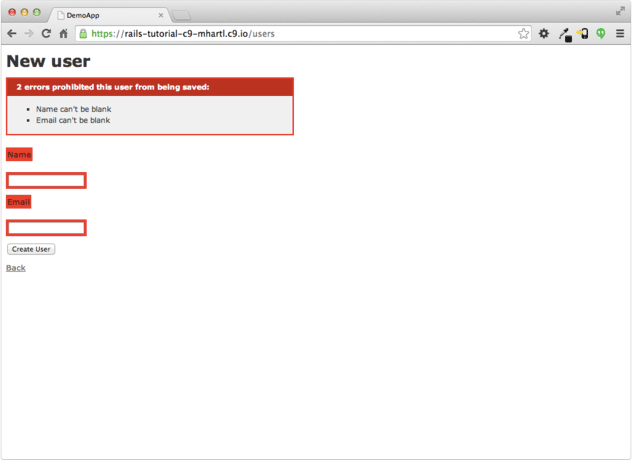 DemoApp
https://rails-tutorial-c9-mhartl.c9.io/users
New user
2 errors prohibited this user from being saved:
Name can't be blank
Email can't be blank
Name
Email
Create User
Back